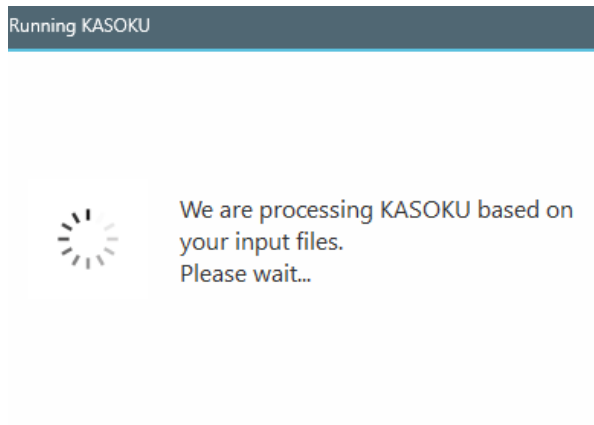 Running KASOKU
We are processing KASOKU based on
your input files.
Please wait...